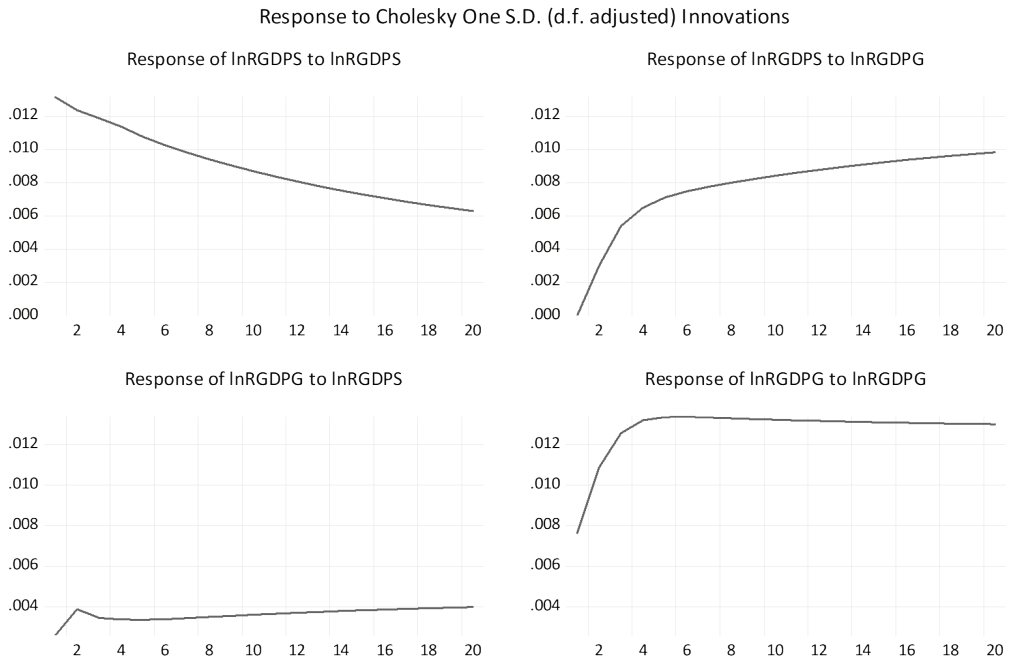 Response to Cholesky One S.D. (d.f. adjusted) Innovations
Response of lnRGDPS to lnRGDPS
.012
.010
.008
.006
.004
.002
.000
2 4 6 8 10 12 14 16 18 20
Response of lnRGDPS to lnRGDPG
.012
.010
.008
.006
.004
.002
.000
2 4 6 8 10 12 14 16 18 20
Response of lnRGDPG to lnRGDPS
.012
.010
.008
.006
.004
2 4 6 8 10 12 14 16 18 20
Response of lnRGDPG to lnRGDPG
.012
.010
.008
.006
.004
2 4 6 8 10 12 14 16 18 20